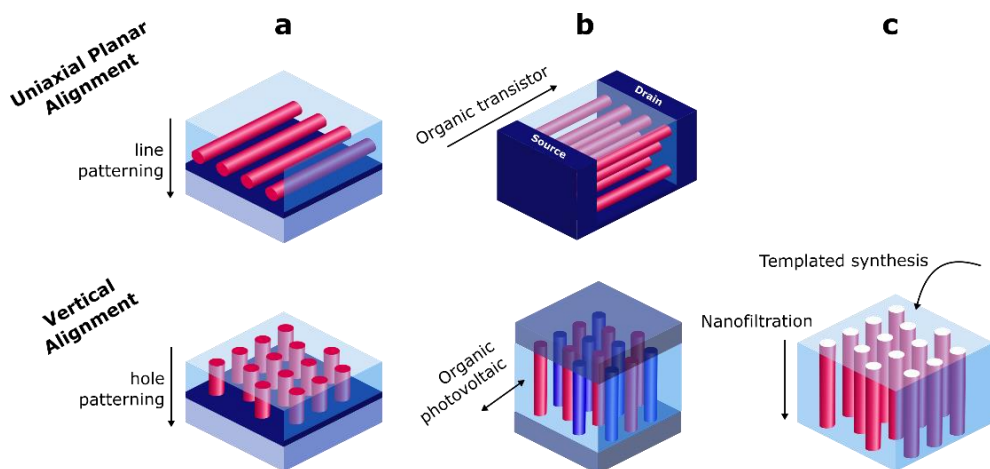 a
b
c
Uniaxial Planar
Alignment
line
patterning
Organic transistor
Source
Drain
Vertical
Alignment
hole
patterning
Organic
photovoltaic
Templated synthesis
Nanofiltration